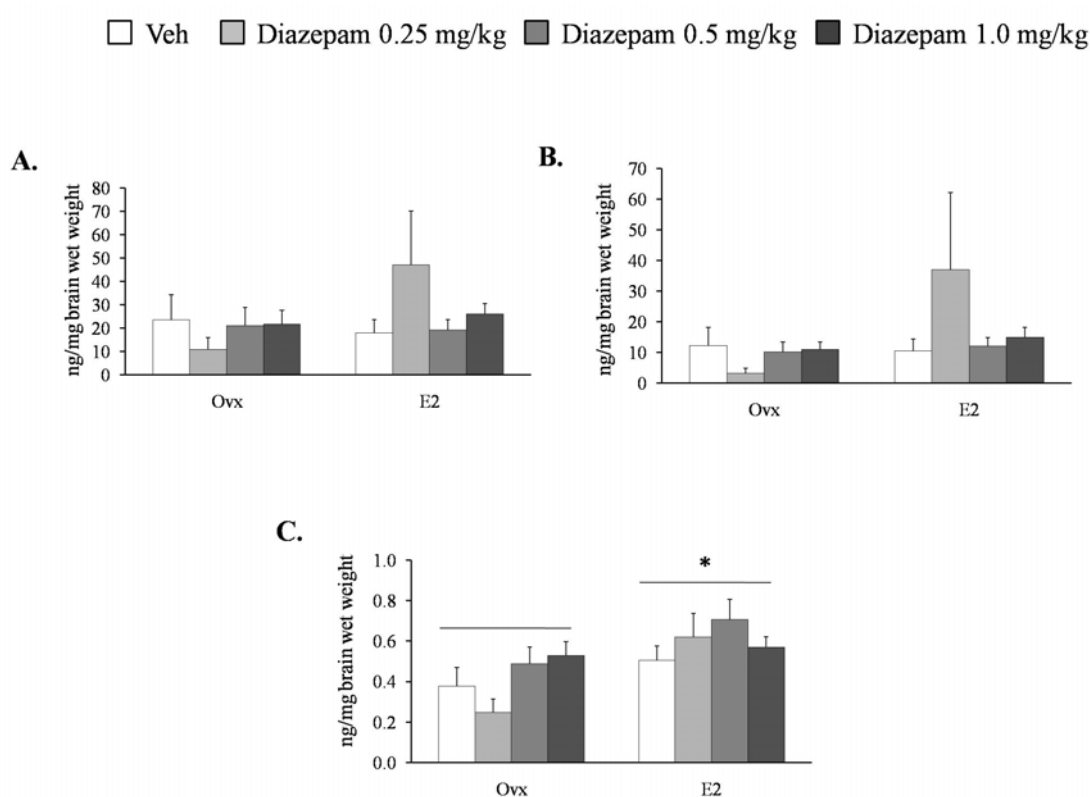 Veh Diazepam 0.25 mg/kg Diazepam 0.5 mg/kg Diazepam 1.0 mg/kg
A.
ng/mg brain wet weight
80
70
60
50
40
30
20
10
0
Ovx E2
B.
ng/mg brain wet weight
70
60
50
40
30
20
10
0
Ovx E2
C.
ng/mg brain wet weight
1.0
0.8
0.6
0.4
0.2
0.0
*
Ovx E2